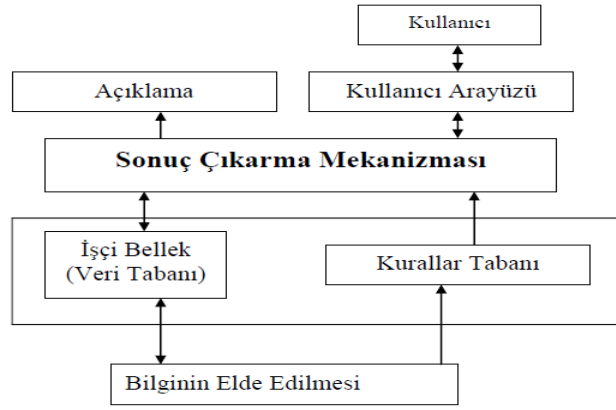 Kullanıcı
Açıklama
Kullanıcı Arayüzü
Sonuç Çıkarma Mekanizması
İşçi Bellek
(Veri Tabanı)
Kurallar Tabanı
Bilginin Elde Edilmesi